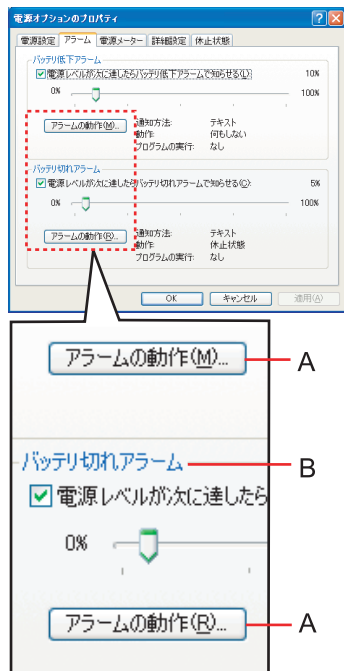 電源オプションのプロパティ
電源設定 アラーム 電源メーター 詳細設定 休止状態
バッテリ低下アラーム
電源レベルが次に達したらバッテリ低下アラームで知らせる(L): 10%
0% 100%
アラームの動作(M)... 通知方法: テキスト
動作: 何もしない
プログラムの実行: なし
バッテリ切れアラーム
電源レベルが次に達したらバッテリ切れアラームで知らせる(C): 5%
0% 100%
アラームの動作(R)... 通知方法: テキスト
動作: 休止状態
プログラムの実行: なし
OK キャンセル 適用(A)
アラームの動作(M)... A
バッテリ切れアラーム B
電源レベルが次に達したら
0%
アラームの動作(R)... A